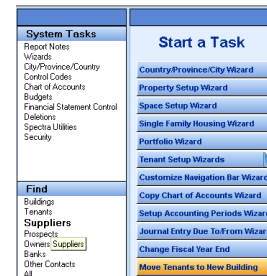 System Tasks
Report Notes
Wizards
City/Province/Country
Control Codes
Chart of Accounts
Budgets
Financial Statement Control
Deletions
Spectra Utilities
Security
Find
Buildings
Tenants
Suppliers
Prospects
Owners Suppliers
Banks
Other Contacts
All
Start a Task
Country/Province/City Wizard
Property Setup Wizard
Space Setup Wizard
Single Family Housing Wizard
Portfolio Wizard
Tenant Setup Wizards
Customize Navigation Bar Wizard
Copy Chart of Accounts Wizard
Setup Accounting Periods Wizard
Journal Entry Due To/From Wizar
Change Fiscal Year End
Move Tenants to New Building